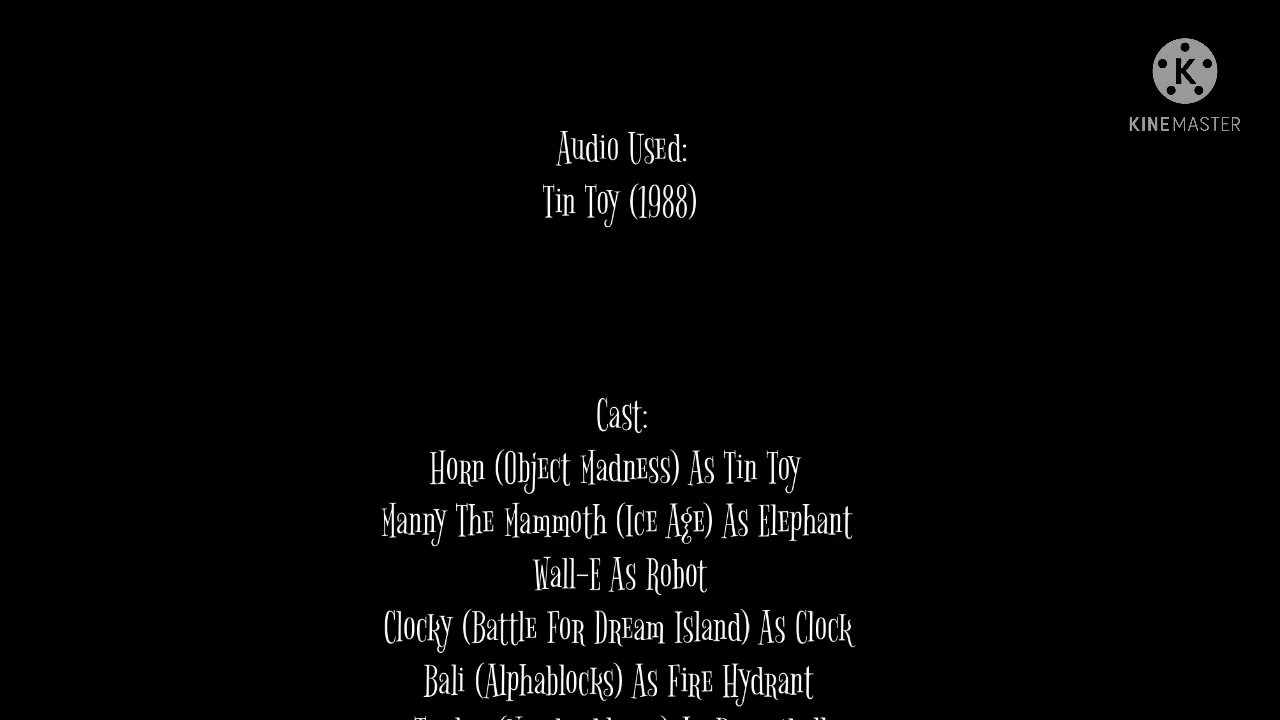 KINEMASTER
Audio Used:
Tin Toy (1988)
Cast:
Horn (Object Madness) As Tin Toy
Manny The Mammoth (Ice Age) As Elephant
Wall-E As Robot
Clocky (Battle For Dream Island) As Clock
Bali (Alphablocks) As Fire Hydrant